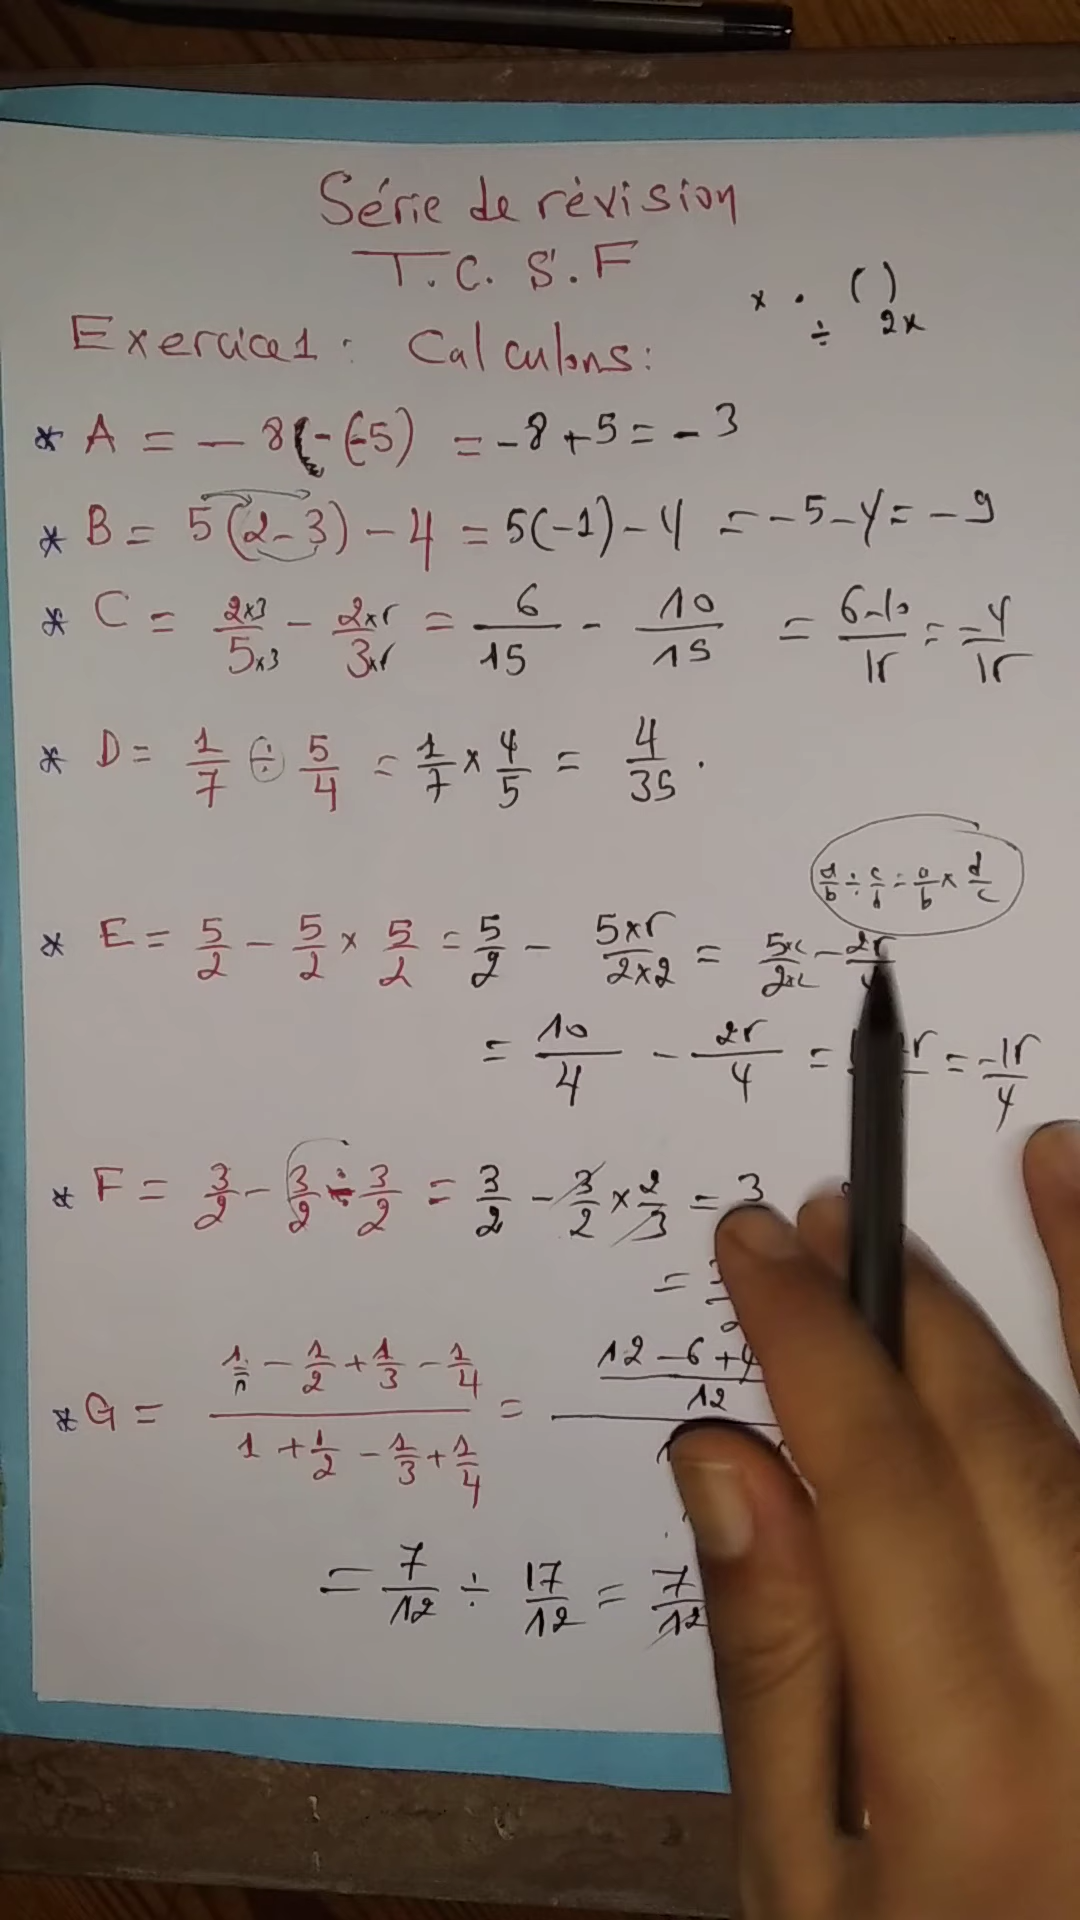 Série de révision
T.C. S.F
× . ( )
÷ 2x
Exercice1: Calculons:
* A = - 8 (-(-5) = -8 + 5 = - 3
* B = 5(2-3) - 4 = 5(-1) - 4 = - 5 - 4 = - 9
* C = 2×3/5×3 - 2×5/3×5 = 6/15 - 10/15 = 6-10/15 = -4/15
* D = 1/7 ÷ 5/4 = 1/7 × 4/5 = 4/35 .
a/b ÷ c/d = a/b × d/c
* E = 5/2 - 5/2 × 5/2 = 5/2 - 5×5/2×2 = 5×2/2×2 - 25/4
= 10/4 - 25/4 = = -15/4
* F = 3/2 - 3/2 ÷ 3/2 = 3/2 - 3/2 × 2/3 = 3
=
* G = 1/1 - 1/2 + 1/3 - 1/4 / 1 + 1/2 - 1/3 + 1/4 = 12 - 6 + 4 / 12
= 7/12 ÷ 17/12 = 7/12